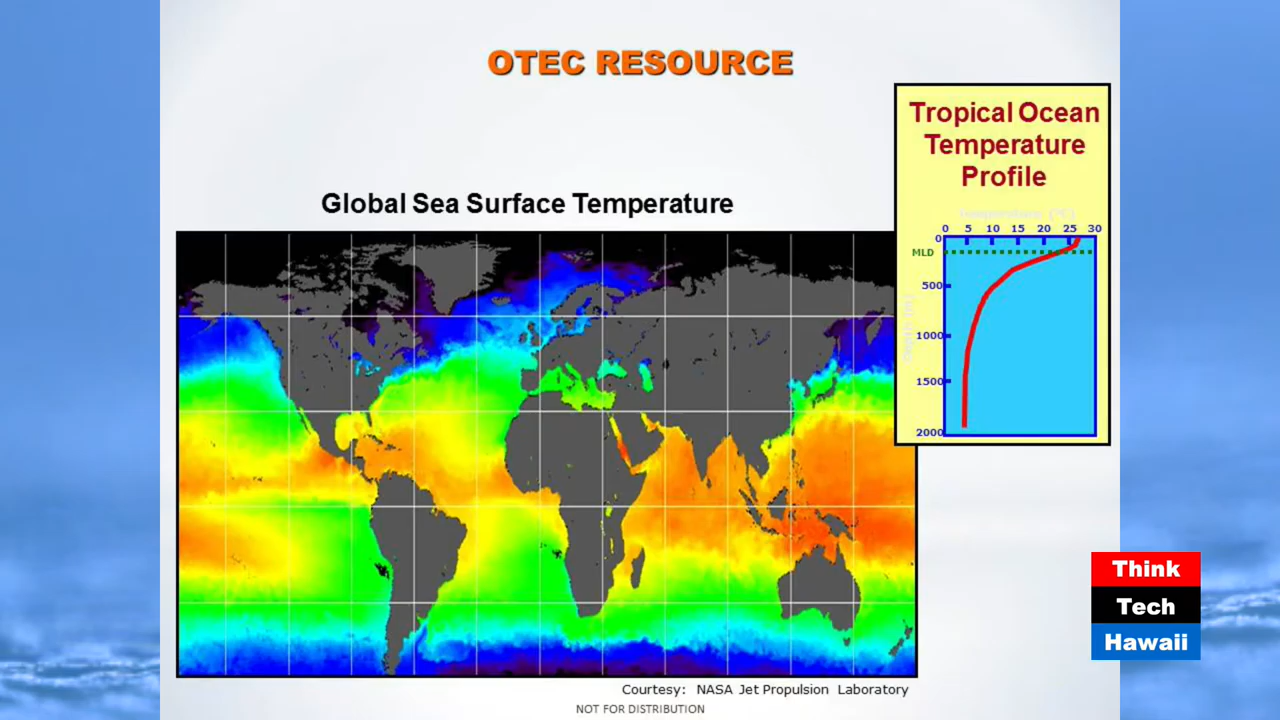 OTEC RESOURCE
Tropical Ocean
Temperature
Profile
Global Sea Surface Temperature
Temperature (°C)
0 5 10 15 20 25 30
0
MLD
500
1000
1500
2000
Think
Tech
Hawaii
Courtesy: NASA Jet Propulsion Laboratory
NOT FOR DISTRIBUTION